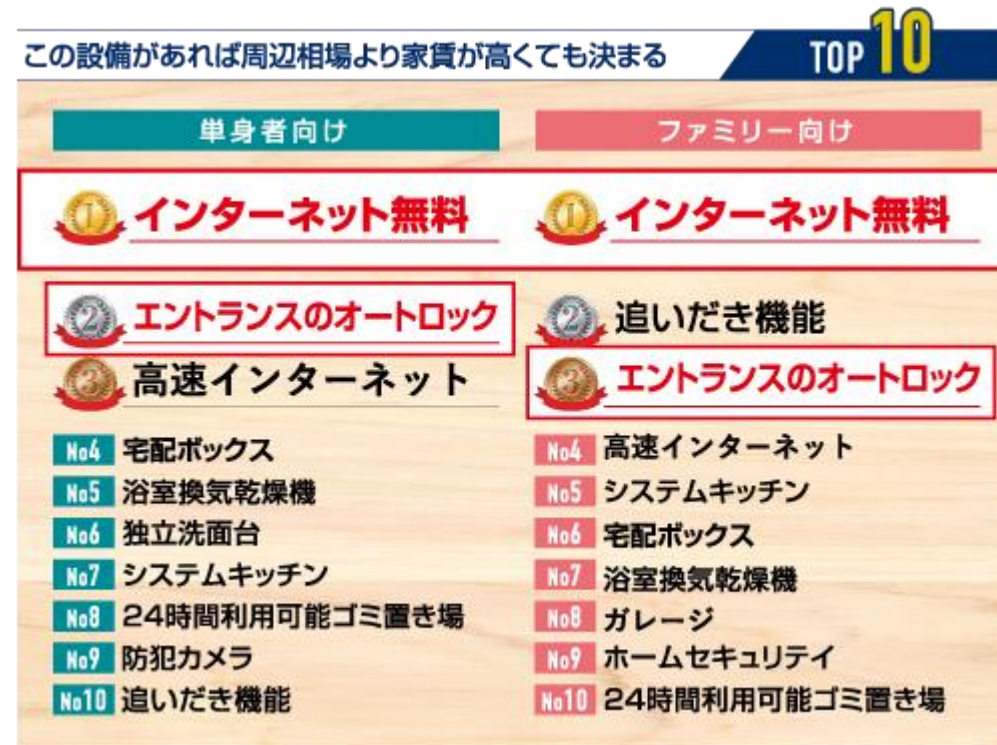 この設備があれば周辺相場より家賃が高くても決まる TOP10
単身者向け
1 インターネット無料
2 エントランスのオートロック
3 高速インターネット
No4 宅配ボックス
No5 浴室換気乾燥機
No6 独立洗面台
No7 システムキッチン
No8 24時間利用可能ゴミ置き場
No9 防犯カメラ
No10 追いだき機能
ファミリー向け
1 インターネット無料
2 追いだき機能
3 エントランスのオートロック
No4 高速インターネット
No5 システムキッチン
No6 宅配ボックス
No7 浴室換気乾燥機
No8 ガレージ
No9 ホームセキュリテイ
No10 24時間利用可能ゴミ置き場